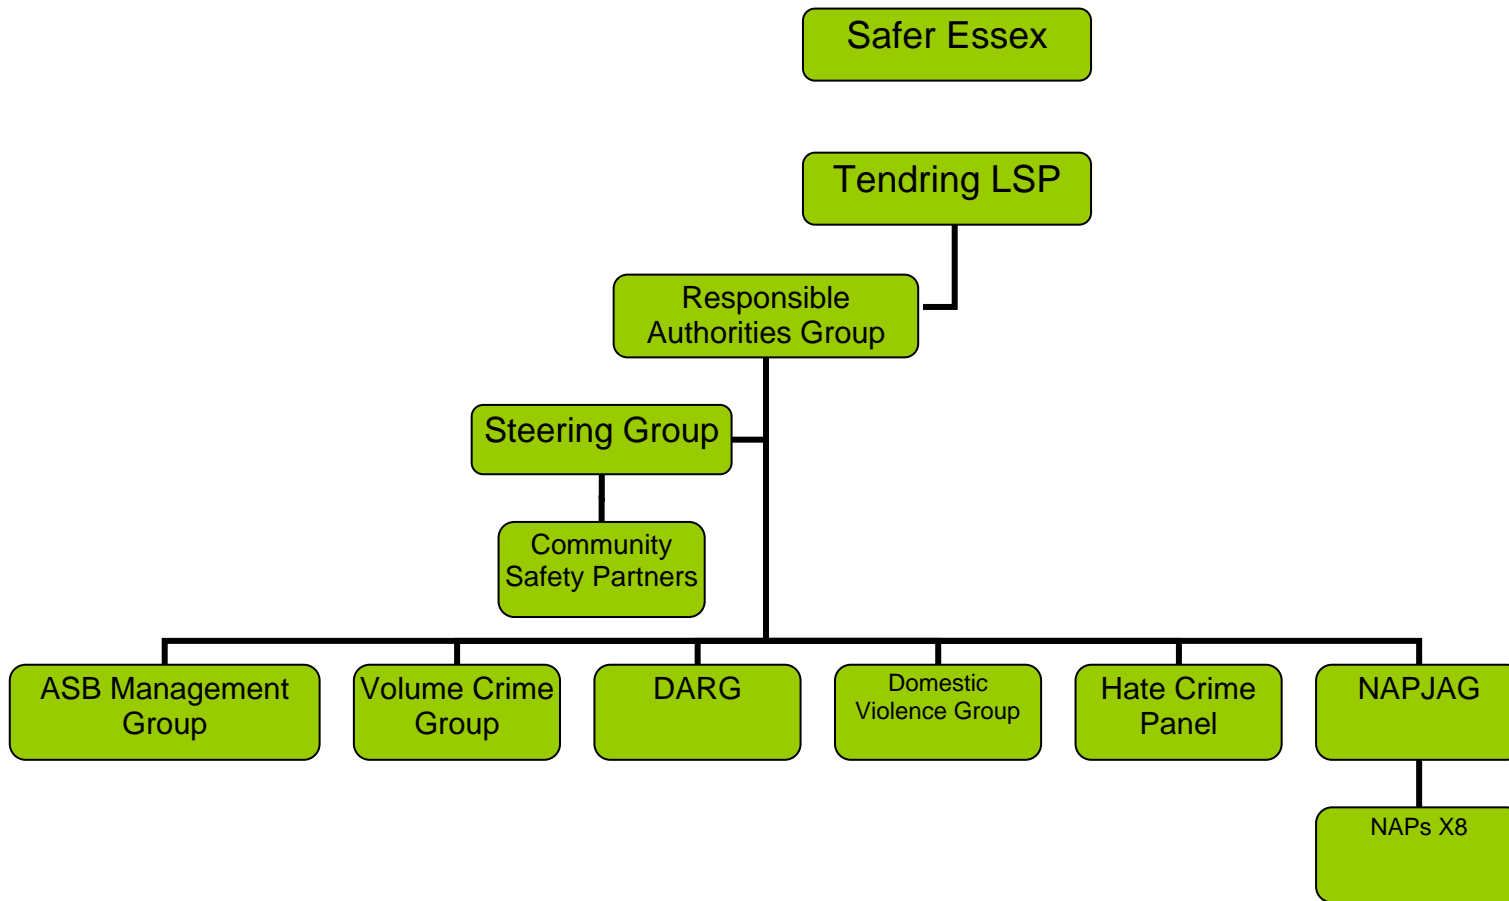 Safer Essex
Tendring LSP
Responsible
Authorities Group
Steering Group
Community
Safety Partners
ASB Management
Group
Volume Crime
Group
DARG
Domestic
Violence Group
Hate Crime
Panel
NAPJAG
NAPs X8